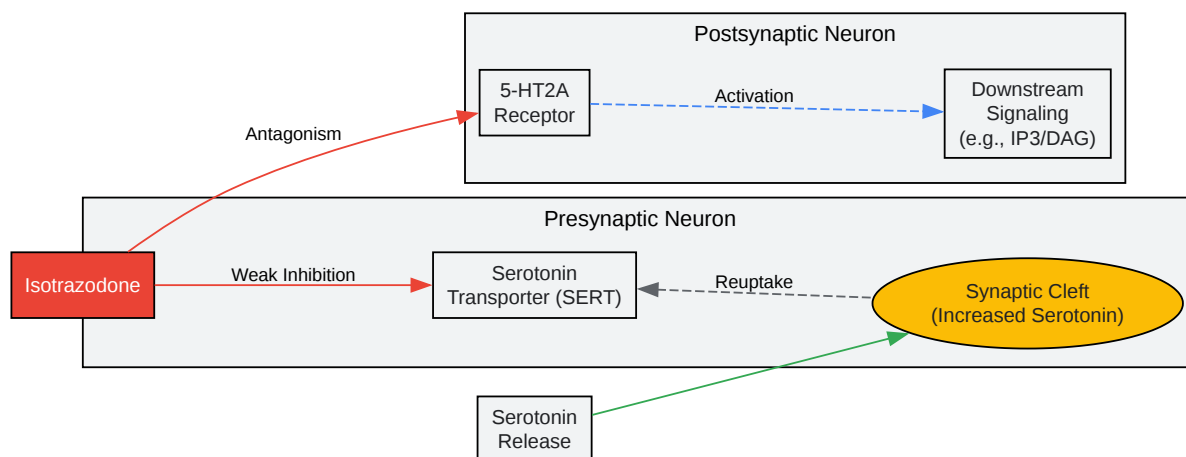 Postsynaptic Neuron
5-HT2A
Receptor
Activation
Downstream
Signaling
(e.g., IP3/DAG)
Antagonism
Presynaptic Neuron
Isotrazodone
Weak Inhibition
Serotonin
Transporter (SERT)
Reuptake
Synaptic Cleft
(Increased Serotonin)
Serotonin
Release